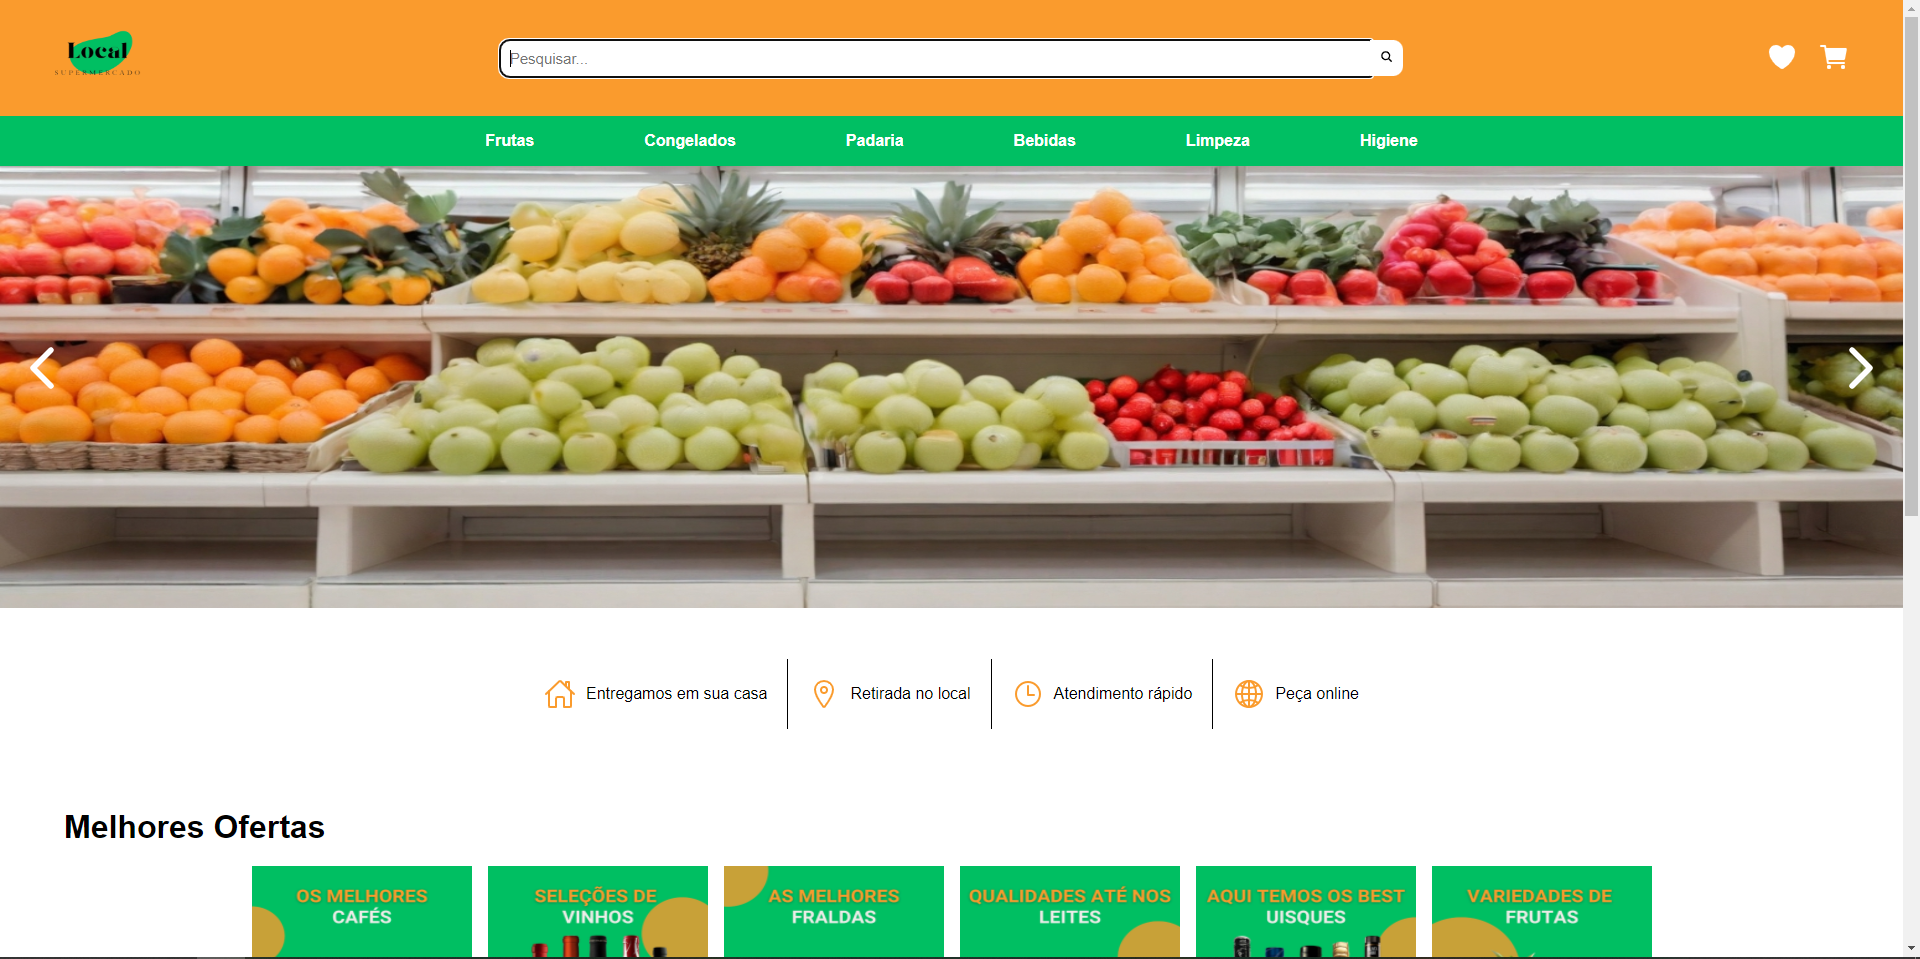 Local
SUPERMERCADO
Pesquisar...
Frutas
Congelados
Padaria
Bebidas
Limpeza
Higiene
Entregamos em sua casa
Retirada no local
Atendimento rápido
Peça online
Melhores Ofertas
OS MELHORES
CAFÉS
SELEÇÕES DE
VINHOS
AS MELHORES
FRALDAS
QUALIDADES ATÉ NOS
LEITES
AQUI TEMOS OS BEST
UISQUES
VARIEDADES DE
FRUTAS